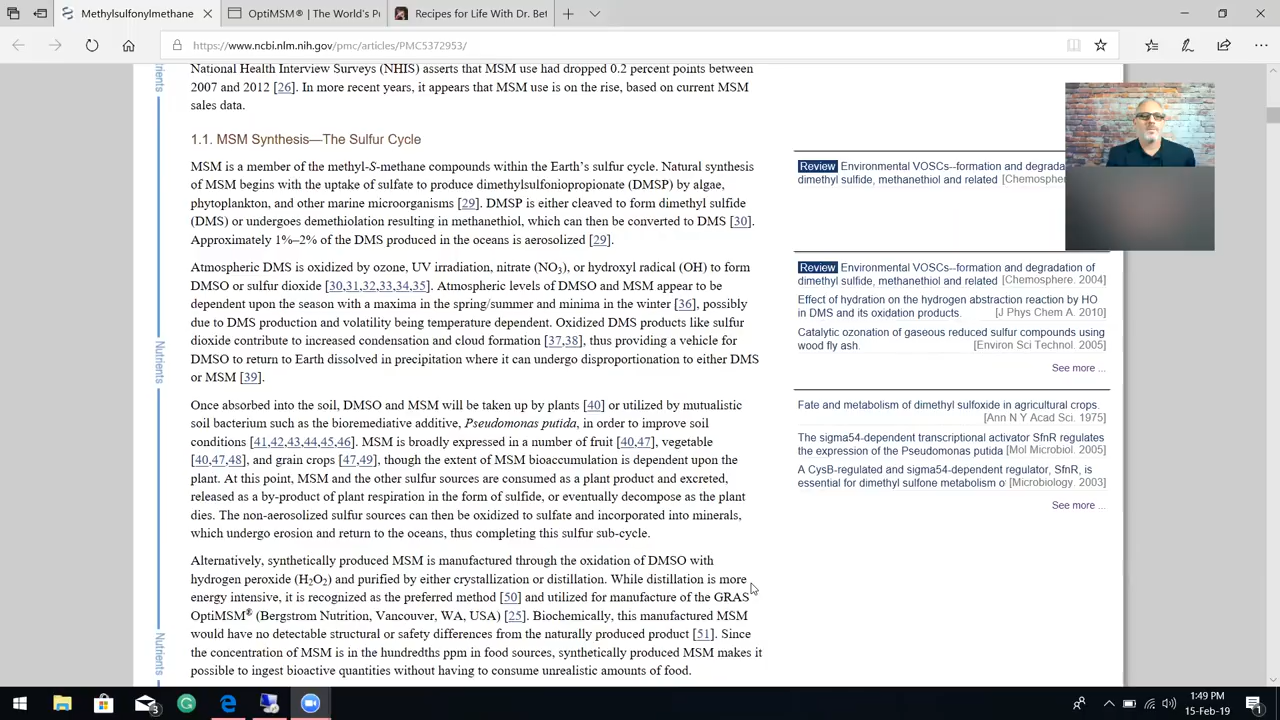 Methylsulfonylmethane
OptiMSM® | The World's l
Recipes for Life With Dr. Bel
https://www.ncbi.nlm.nih.gov/pmc/articles/PMC5372953/
National Health Interview Surveys (NHIS) asserts that MSM use had dropped 0.2 percent points between
2007 and 2012 [26]. In more recent years it appears that MSM use is on the rise, based on current MSM
sales data.
1.1. MSM Synthesis—The Sulfur Cycle
MSM is a member of the methyl-S-methane compounds within the Earth's sulfur cycle. Natural synthesis
of MSM begins with the uptake of sulfate to produce dimethylsulfoniopropionate (DMSP) by algae,
phytoplankton, and other marine microorganisms [29]. DMSP is either cleaved to form dimethyl sulfide
(DMS) or undergoes demethiolation resulting in methanethiol, which can then be converted to DMS [30].
Approximately 1%–2% of the DMS produced in the oceans is aerosolized [29].
Atmospheric DMS is oxidized by ozone, UV irradiation, nitrate (NO3), or hydroxyl radical (OH) to form
DMSO or sulfur dioxide [30,31,32,33,34,35]. Atmospheric levels of DMSO and MSM appear to be
dependent upon the season with a maxima in the spring/summer and minima in the winter [36], possibly
due to DMS production and volatility being temperature dependent. Oxidized DMS products like sulfur
dioxide contribute to increased condensation and cloud formation [37,38], thus providing a vehicle for
DMSO to return to Earth dissolved in precipitation where it can undergo disproportionation to either DMS
or MSM [39].
Once absorbed into the soil, DMSO and MSM will be taken up by plants [40] or utilized by mutualistic
soil bacterium such as the bioremediative additive, Pseudomonas putida, in order to improve soil
conditions [41,42,43,44,45,46]. MSM is broadly expressed in a number of fruit [40,47], vegetable
[40,47,48], and grain crops [47,49], though the extent of MSM bioaccumulation is dependent upon the
plant. At this point, MSM and the other sulfur sources are consumed as a plant product and excreted,
released as a by-product of plant respiration in the form of sulfide, or eventually decompose as the plant
dies. The non-aerosolized sulfur sources can then be oxidized to sulfate and incorporated into minerals,
which undergo erosion and return to the oceans, thus completing this sulfur sub-cycle.
Alternatively, synthetically produced MSM is manufactured through the oxidation of DMSO with
hydrogen peroxide (H2O2) and purified by either crystallization or distillation. While distillation is more
energy intensive, it is recognized as the preferred method [50] and utilized for manufacture of the GRAS
OptiMSM® (Bergstrom Nutrition, Vancouver, WA, USA) [25]. Biochemically, this manufactured MSM
would have no detectable structural or safety differences from the naturally produced product [51]. Since
the concentration of MSM is in the hundredths ppm in food sources, synthetically produced MSM makes it
possible to ingest bioactive quantities without having to consume unrealistic amounts of food.
Nutrients
Nutrients
Nutrients
Review Environmental VOSCs--formation and degrada
dimethyl sulfide, methanethiol and related [Chemosphere
Review Environmental VOSCs--formation and degradation of
dimethyl sulfide, methanethiol and related [Chemosphere. 2004]
Effect of hydration on the hydrogen abstraction reaction by HO
in DMS and its oxidation products. [J Phys Chem A. 2010]
Catalytic ozonation of gaseous reduced sulfur compounds using
wood fly ash. [Environ Sci Technol. 2005]
See more ...
Fate and metabolism of dimethyl sulfoxide in agricultural crops.
[Ann N Y Acad Sci. 1975]
The sigma54-dependent transcriptional activator SfnR regulates
the expression of the Pseudomonas putida [Mol Microbiol. 2005]
A CysB-regulated and sigma54-dependent regulator, SfnR, is
essential for dimethyl sulfone metabolism o [Microbiology. 2003]
See more ...
3
1:49 PM
15-Feb-19